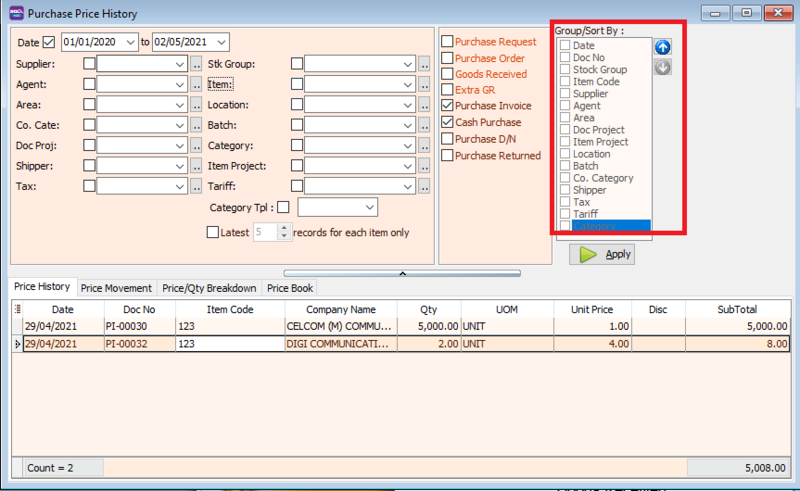 Purchase Price History
Date 01/01/2020 to 02/05/2021
Supplier: .. Stk Group: ..
Agent: .. Item: ..
Area: .. Location: ..
Co. Cate: .. Batch: ..
Doc Proj: .. Category: ..
Shipper: .. Item Project: ..
Tax: .. Tariff: ..
Category Tpl :
Latest 5 records for each item only
Purchase Request
Purchase Order
Goods Received
Extra GR
Purchase Invoice
Cash Purchase
Purchase D/N
Purchase Returned
Group/Sort By :
Date
Doc No
Stock Group
Item Code
Supplier
Agent
Area
Doc Project
Item Project
Location
Batch
Co. Category
Shipper
Tax
Tariff
Category
Apply
Price History Price Movement Price/Qty Breakdown Price Book
Date Doc No Item Code Company Name Qty UOM Unit Price Disc SubTotal
29/04/2021 PI-00030 123 CELCOM (M) COMMU... 5,000.00 UNIT 1.00 5,000.00
29/04/2021 PI-00032 123 DIGI COMMUNICATI... 2.00 UNIT 4.00 8.00
Count = 2 5,008.00